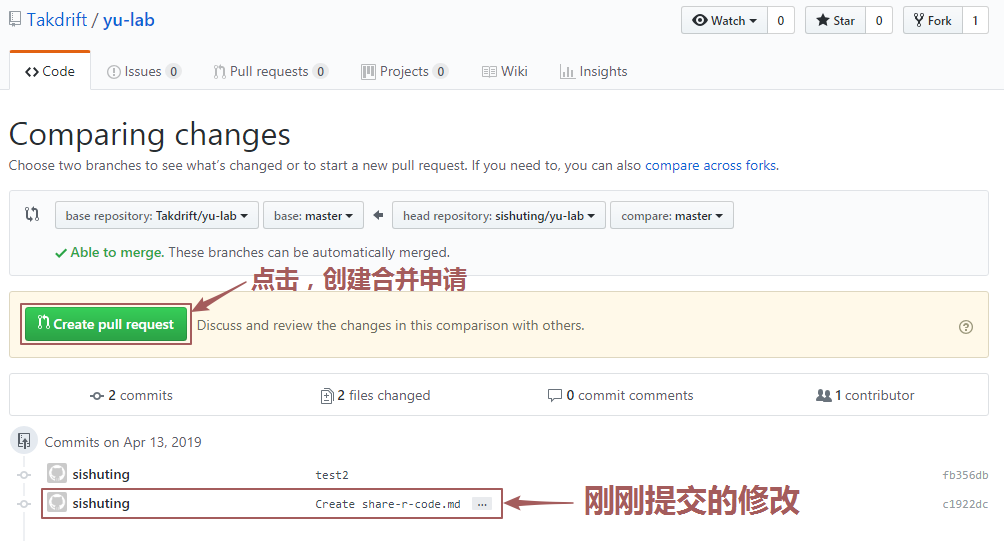 Takdrift / yu-lab
Watch 0 Star 0 Fork 1
Code Issues 0 Pull requests 0 Projects 0 Wiki Insights
Comparing changes
Choose two branches to see what's changed or to start a new pull request. If you need to, you can also compare across forks.
base repository: Takdrift/yu-lab base: master head repository: sishuting/yu-lab compare: master
Able to merge. These branches can be automatically merged.
点击，创建合并申请
Create pull request Discuss and review the changes in this comparison with others.
2 commits 2 files changed 0 commit comments 1 contributor
Commits on Apr 13, 2019
sishuting test2 fb356db
sishuting Create share-r-code.md ... c1922dc
刚刚提交的修改